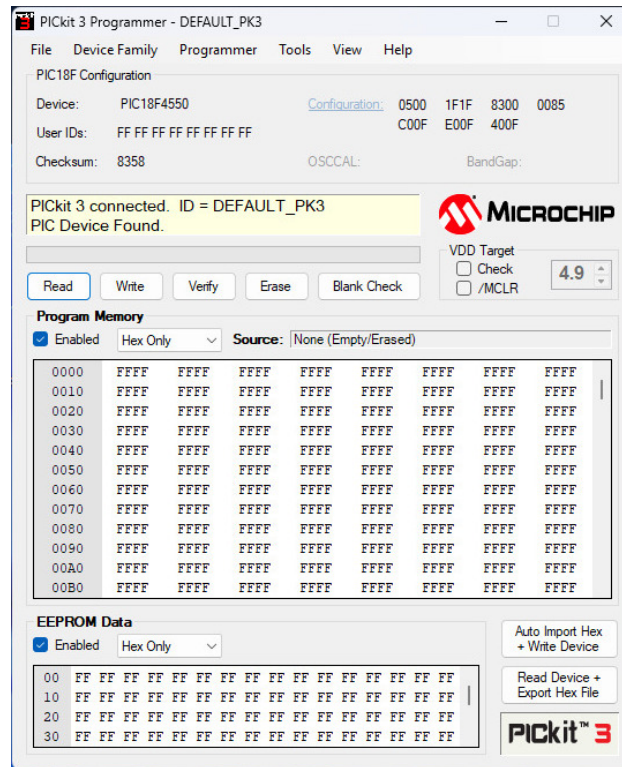 PICkit 3 Programmer - DEFAULT_PK3
File Device Family Programmer Tools View Help
PIC18F Configuration
Device: PIC18F4550 Configuration: 0500 1F1F 8300 0085
C00F E00F 400F
User IDs: FF FF FF FF FF FF FF FF
Checksum: 8358 OSCCAL: BandGap:
PICkit 3 connected. ID = DEFAULT_PK3
PIC Device Found.
MICROCHIP
VDD Target
Check
/MCLR
4.9
Read Write Verify Erase Blank Check
Program Memory
Enabled Hex Only Source: None (Empty/Erased)
0000 FFFF FFFF FFFF FFFF FFFF FFFF FFFF FFFF
0010 FFFF FFFF FFFF FFFF FFFF FFFF FFFF FFFF
0020 FFFF FFFF FFFF FFFF FFFF FFFF FFFF FFFF
0030 FFFF FFFF FFFF FFFF FFFF FFFF FFFF FFFF
0040 FFFF FFFF FFFF FFFF FFFF FFFF FFFF FFFF
0050 FFFF FFFF FFFF FFFF FFFF FFFF FFFF FFFF
0060 FFFF FFFF FFFF FFFF FFFF FFFF FFFF FFFF
0070 FFFF FFFF FFFF FFFF FFFF FFFF FFFF FFFF
0080 FFFF FFFF FFFF FFFF FFFF FFFF FFFF FFFF
0090 FFFF FFFF FFFF FFFF FFFF FFFF FFFF FFFF
00A0 FFFF FFFF FFFF FFFF FFFF FFFF FFFF FFFF
00B0 FFFF FFFF FFFF FFFF FFFF FFFF FFFF FFFF
EEPROM Data
Enabled Hex Only
00 FF FF FF FF FF FF FF FF FF FF FF FF FF FF FF FF
10 FF FF FF FF FF FF FF FF FF FF FF FF FF FF FF FF
20 FF FF FF FF FF FF FF FF FF FF FF FF FF FF FF FF
30 FF FF FF FF FF FF FF FF FF FF FF FF FF FF FF FF
Auto Import Hex
+ Write Device
Read Device +
Export Hex File
PICkit™ 3